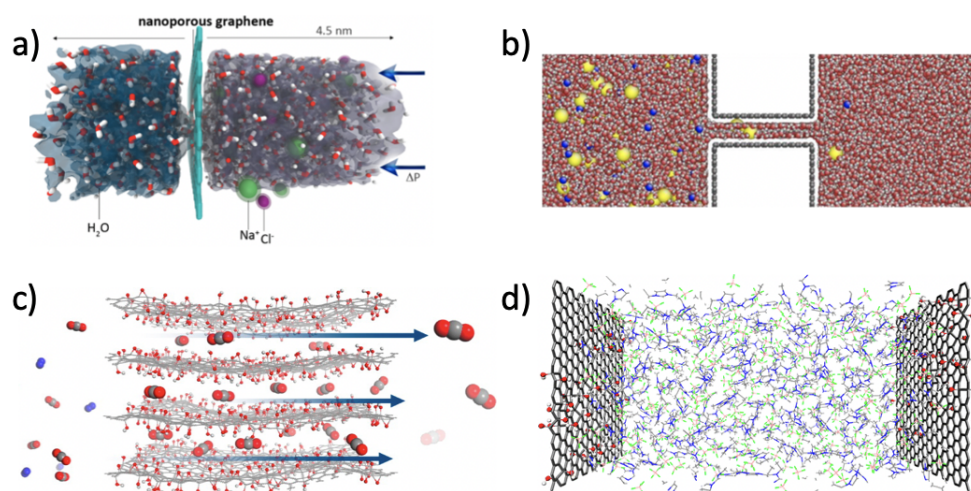 a)
nanoporous graphene
4.5 nm
ΔP
H₂O
Na⁺Cl⁻
b)
c)
d)